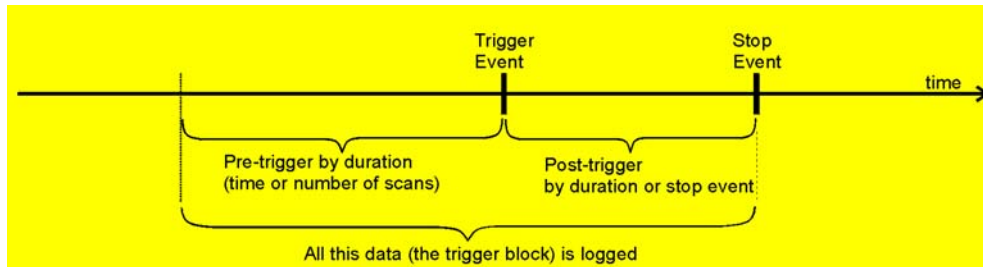 Trigger
Event
Stop
Event
time
Pre-trigger by duration
(time or number of scans)
Post-trigger
by duration or stop event
All this data (the trigger block) is logged